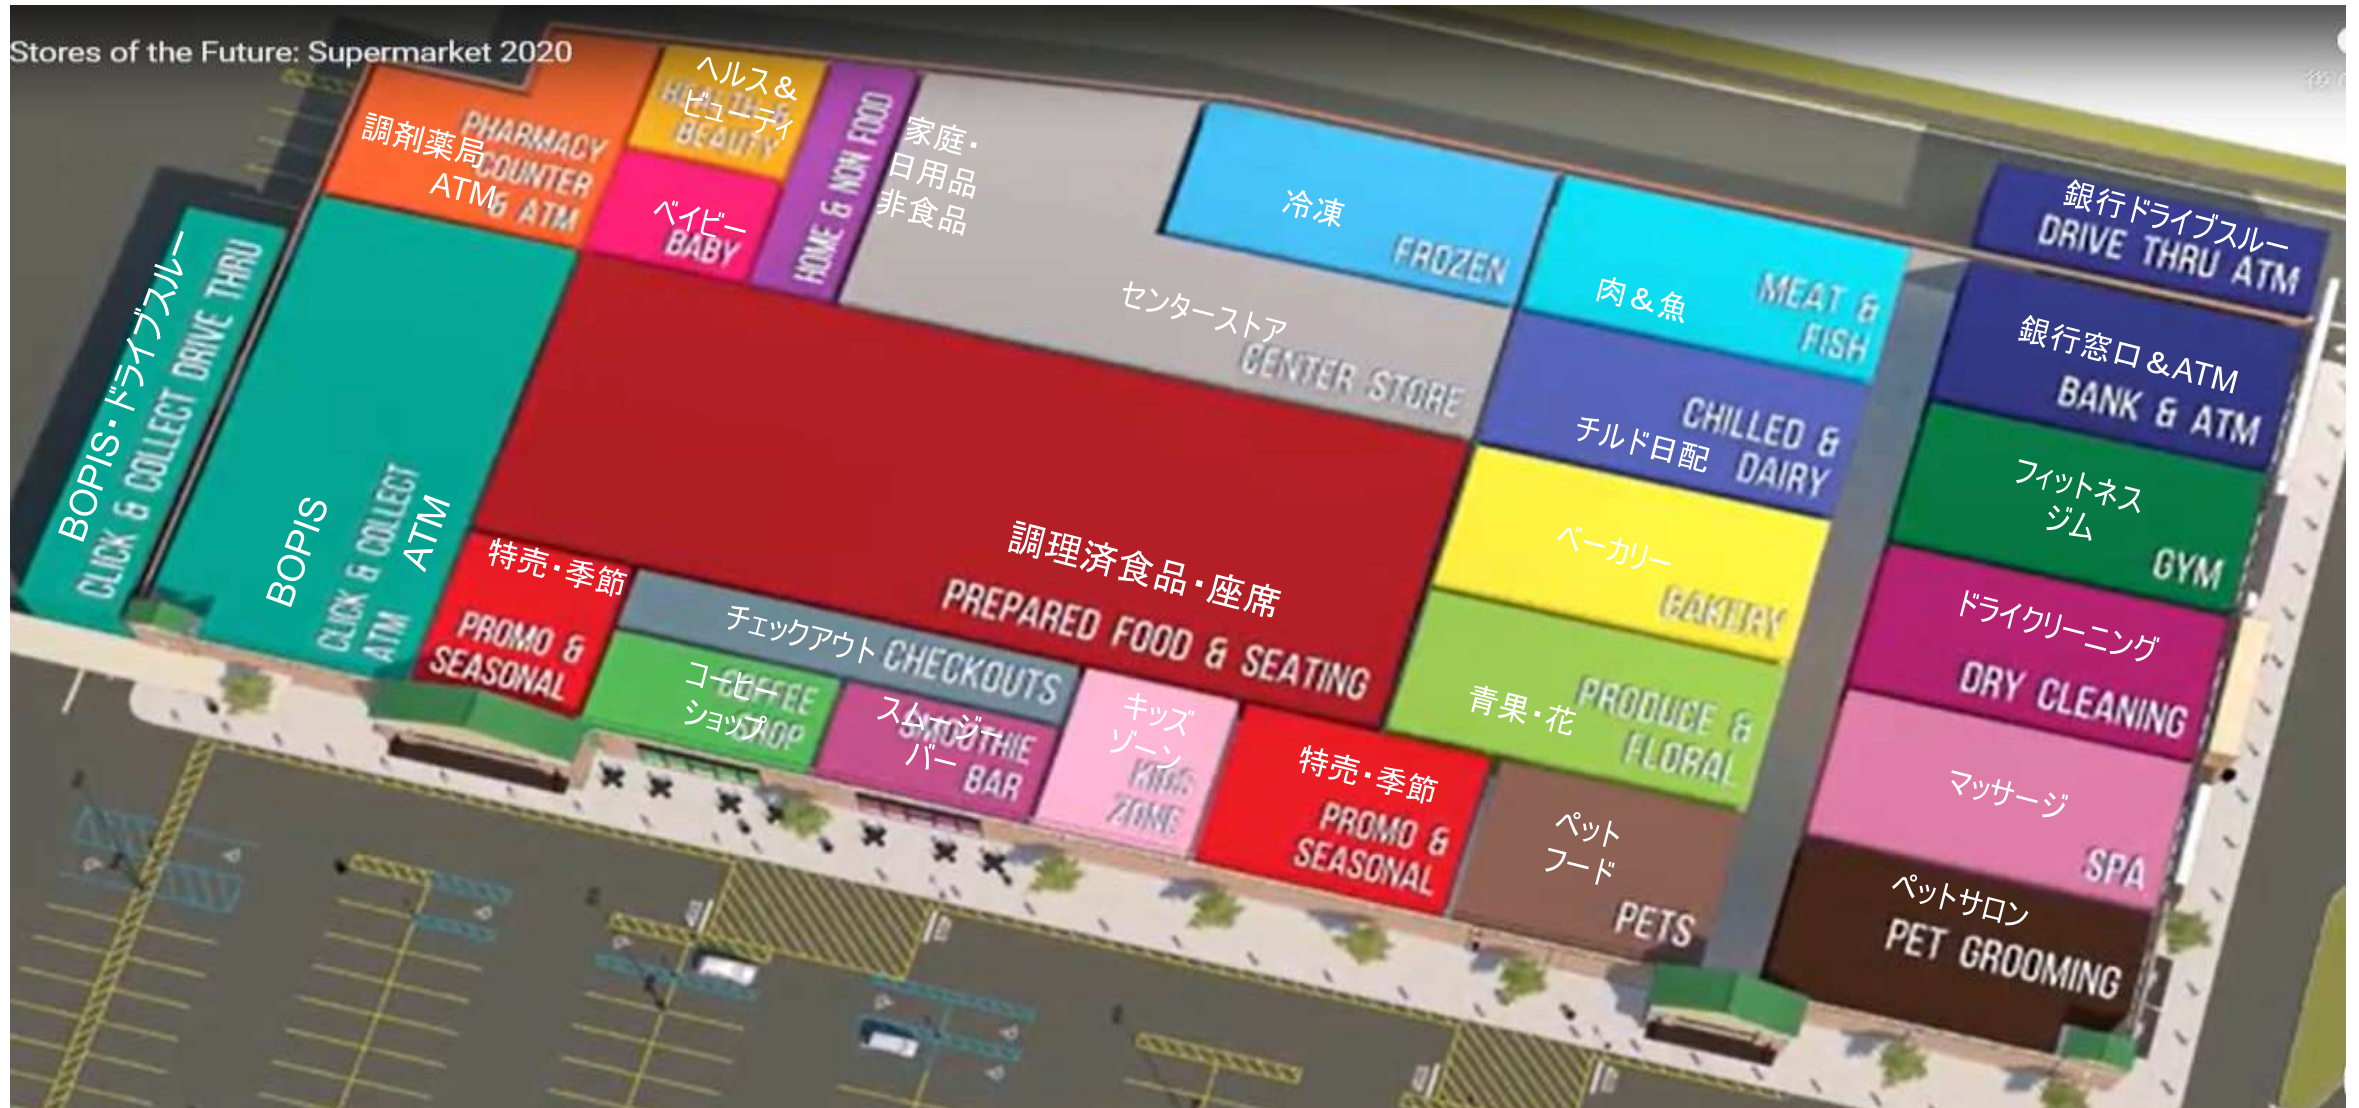 Stores of the Future: Supermarket 2020
ヘルス＆
ビューティ
HEALTH &
BEAUTY
調剤薬局
ATM
PHARMACY
COUNTER
& ATM
ベイビー
BABY
HOME & NON FOOD
家庭・
日用品
非食品
冷凍
FROZEN
センターストア
CENTER STORE
肉＆魚
MEAT &
FISH
銀行ドライブスルー
DRIVE THRU ATM
銀行窓口＆ATM
BANK & ATM
チルド日配
CHILLED &
DAIRY
フィットネス
ジム
GYM
BOPIS・ドライブスルー
CLICK & COLLECT DRIVE THRU
BOPIS
CLICK & COLLECT
ATM
ATM
調理済食品・座席
PREPARED FOOD & SEATING
ベーカリー
BAKERY
ドライクリーニング
DRY CLEANING
特売・季節
PROMO &
SEASONAL
チェックアウト
CHECKOUTS
コーヒー
ショップ
COFFEE
SHOP
スムージー
バー
SMOOTHIE
BAR
キッズ
ゾーン
KIDS
ZONE
特売・季節
PROMO &
SEASONAL
青果・花
PRODUCE &
FLORAL
マッサージ
SPA
ペット
フード
PETS
ペットサロン
PET GROOMING